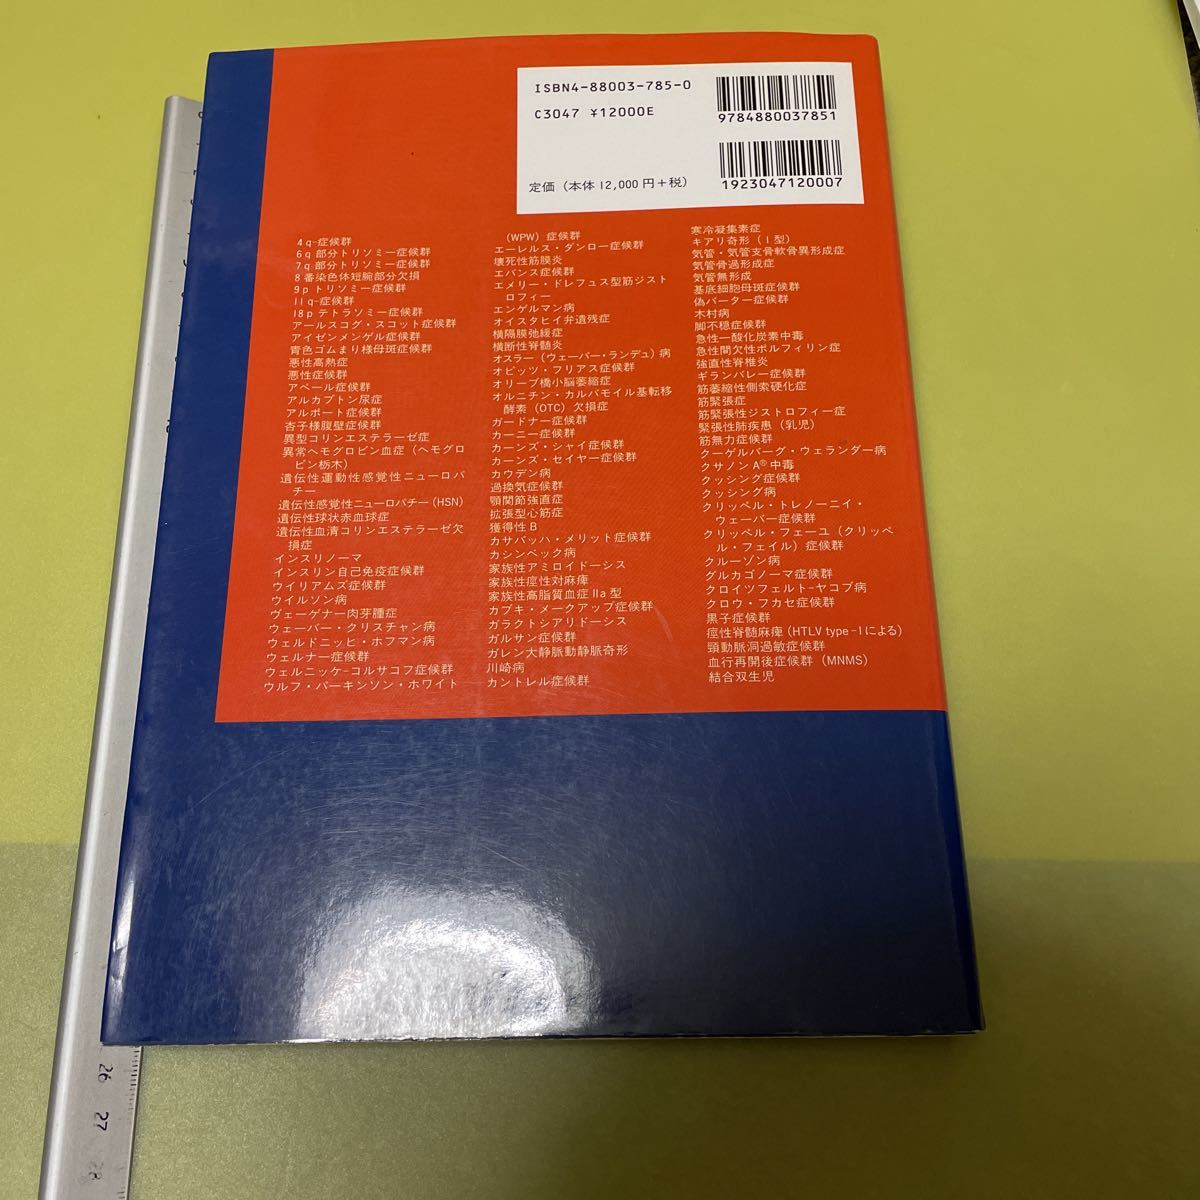 ISBN4-88003-785-0
C3047 ¥12000E
定価（本体12,000円+税）
9784880037851
1923047120007
4q-症候群
6q部分トリソミー症候群
7q部分トリソミー症候群
8番染色体短腕部分欠損
9pトリソミー症候群
11q-症候群
18pテトラソミー症候群
アールスコグ・スコット症候群
アイゼンメンゲル症候群
青色ゴムまり様母斑症候群
悪性高熱症
悪性症候群
アペール症候群
アルカプトン尿症
アルポート症候群
杏子様腹壁症候群
異型コリンエステラーゼ症
異常ヘモグロビン血症（ヘモグロ
ビン栃木）
遺伝性運動性感覚性ニューロパ
チー
遺伝性感覚性ニューロパチー(HSN)
遺伝性球状赤血球症
遺伝性血清コリンエステラーゼ欠
損症
インスリノーマ
インスリン自己免疫症候群
ウイリアムズ症候群
ウイルソン病
ヴェーゲナー肉芽腫症
ウェーバー・クリスチャン病
ウェルドニッヒ・ホフマン病
ウェルナー症候群
ウェルニッケ-コルサコフ症候群
ウルフ・パーキンソン・ホワイト
(WPW) 症候群
エーレルス・ダンロー症候群
壊死性筋膜炎
エバンス症候群
エメリー・ドレフュス型筋ジスト
ロフィー
エンゲルマン病
オイスタヒイ弁遺残症
横隔膜弛緩症
横断性脊髄炎
オスラー（ウェーバー・ランデュ）病
オピッツ・フリアス症候群
オリーブ橋小脳萎縮症
オルニチン・カルバモイル基転移
酵素（OTC）欠損症
ガードナー症候群
カーニー症候群
カーンズ・シャイ症候群
カーンズ・セイヤー症候群
カウデン病
過換気症候群
顎関節強直症
拡張型心筋症
獲得性B
カサバッハ・メリット症候群
カシンベック病
家族性アミロイドーシス
家族性痙性対麻痺
家族性高脂質血症IIa型
カブキ・メークアップ症候群
ガラクトシアリドーシス
ガルサン症候群
ガレン大静脈動静脈奇形
川崎病
カントレル症候群
寒冷凝集素症
キアリ奇形（I型）
気管・気管支骨軟骨異形成症
気管骨過形成症
気管無形成
基底細胞母斑症候群
偽バーター症候群
木村病
脚不穏症候群
急性一酸化炭素中毒
急性間欠性ポルフィリン症
強直性脊椎炎
ギランバレー症候群
筋萎縮性側索硬化症
筋緊張症
筋緊張性ジストロフィー症
緊張性肺疾患（乳児）
筋無力症候群
クーゲルバーグ・ウェランダー病
クサノンA®中毒
クッシング症候群
クッシング病
クリッペル・トレノーニイ・
ウェーバー症候群
クリッペル・フェーユ（クリッペ
ル・フェイル）症候群
クルーゾン病
グルカゴノーマ症候群
クロイツフェルト-ヤコブ病
クロウ・フカセ症候群
黒子症候群
痙性脊髄麻痺（HTLV type-Iによる）
頸動脈洞過敏症候群
血行再開後症候群（MNMS）
結合双生児
26
27
28